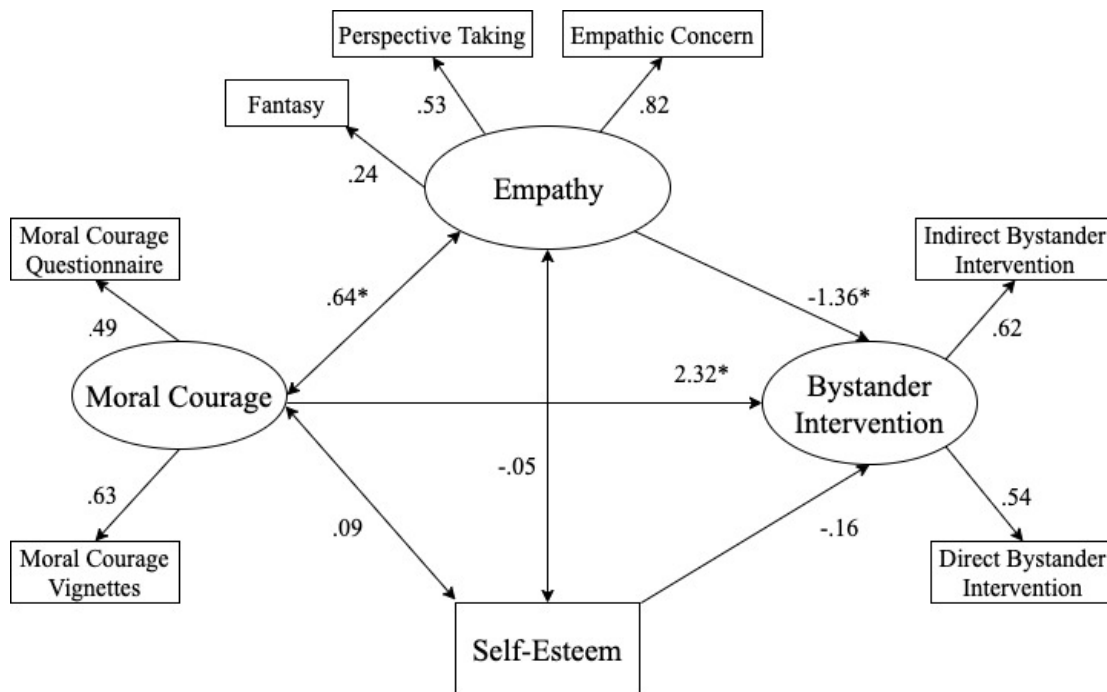 Perspective Taking
Empathic Concern
.53
.82
Fantasy
.24
Empathy
Moral Courage
Questionnaire
.49
.64*
-1.36*
Indirect Bystander
Intervention
.62
Moral Courage
2.32*
Bystander
Intervention
-.05
.63
.09
-.16
.54
Moral Courage
Vignettes
Direct Bystander
Intervention
Self-Esteem